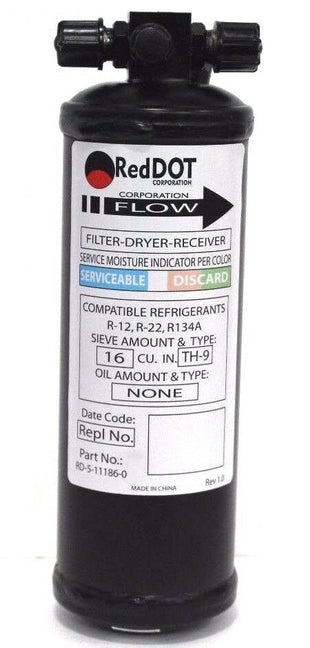 RedDOT
CORPORATION
CORPORATION
FLOW
FILTER-DRYER-RECEIVER
SERVICE MOISTURE INDICATOR PER COLOR
SERVICEABLE DISCARD
COMPATIBLE REFRIGERANTS
R-12, R-22, R134A
SIEVE AMOUNT & TYPE:
16 CU. IN. TH-9
OIL AMOUNT & TYPE:
NONE
Date Code:
Repl No.
Part No.:
RD-5-11186-0
Rev 1.0
MADE IN CHINA